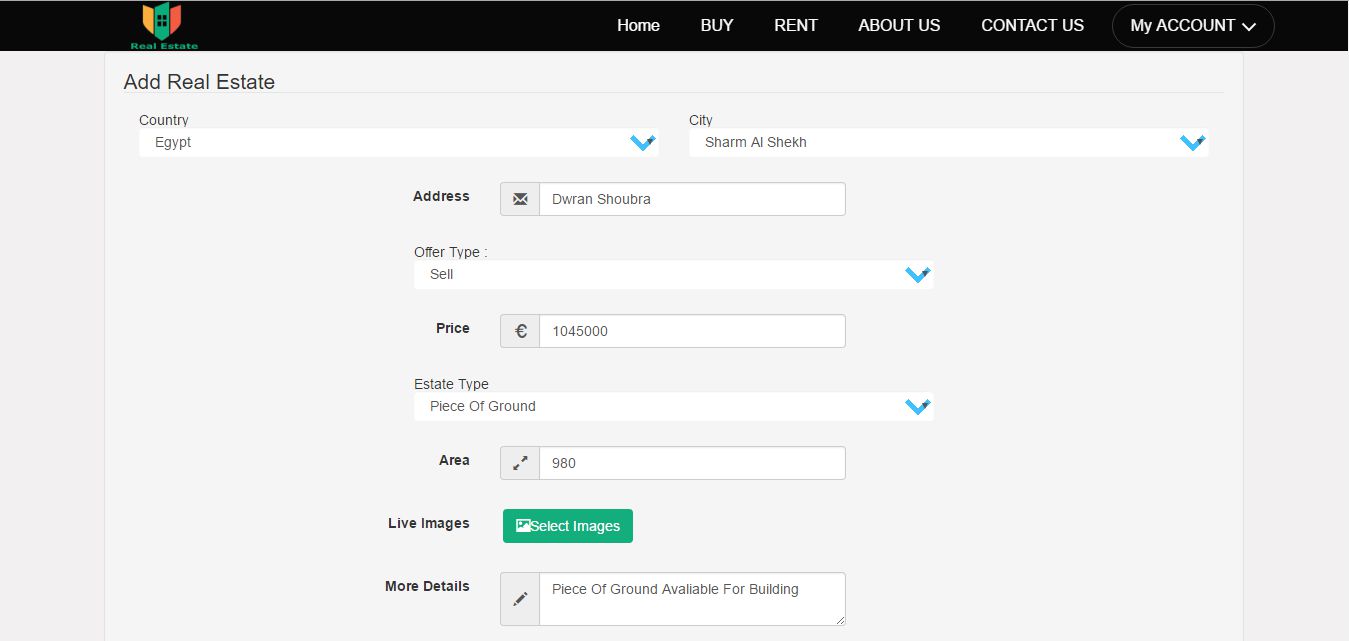 Home BUY RENT ABOUT US CONTACT US My ACCOUNT
Real Estate
Add Real Estate
Country City
Egypt Sharm Al Shekh
Address Dwran Shoubra
Offer Type :
Sell
Price € 1045000
Estate Type
Piece Of Ground
Area 980
Live Images Select Images
More Details Piece Of Ground Avaliable For Building